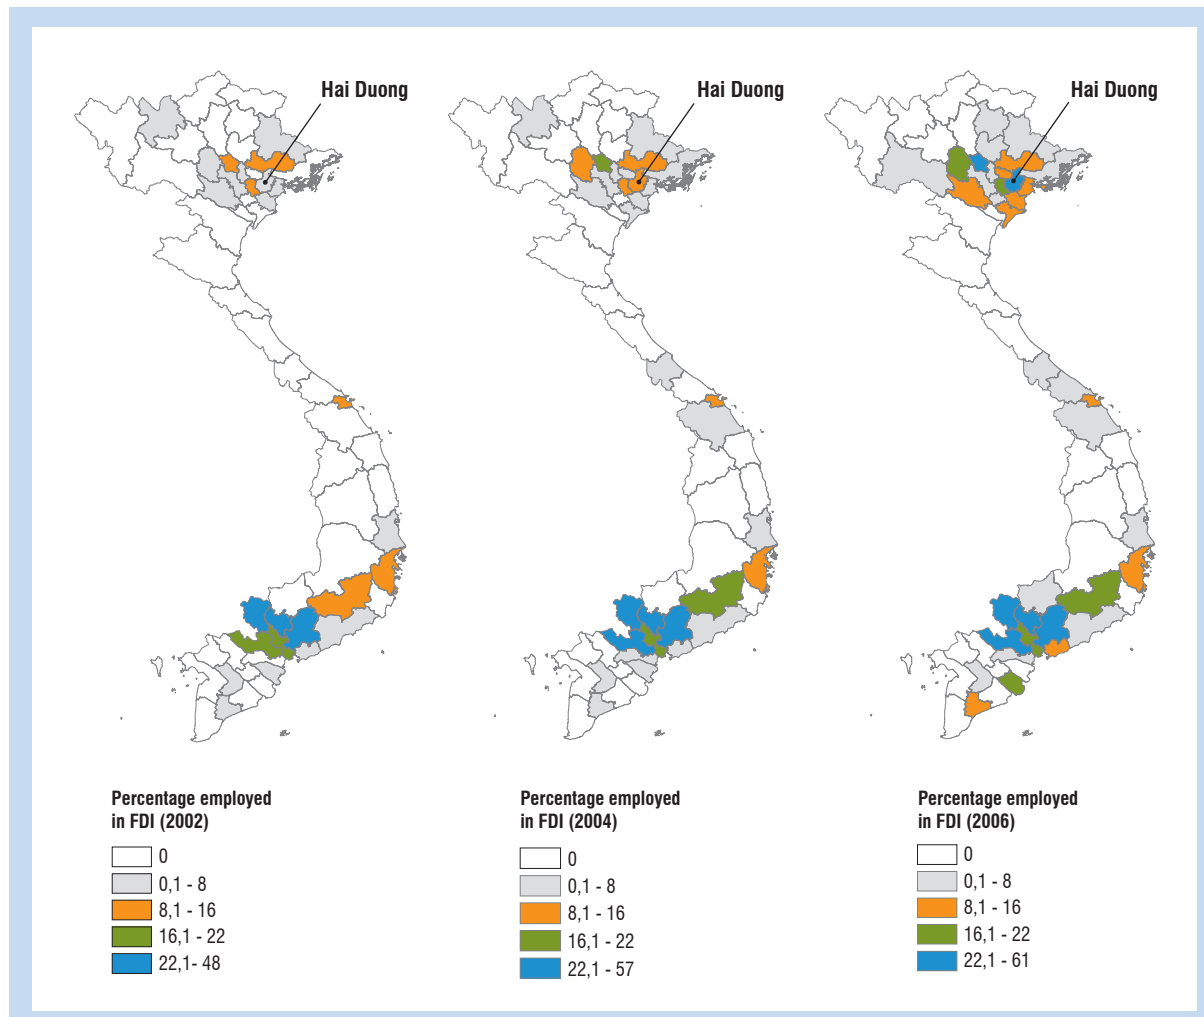 Hai Duong
Hai Duong
Hai Duong
Percentage employed
in FDI (2002)
0
0,1 - 8
8,1 - 16
16,1 - 22
22,1- 48
Percentage employed
in FDI (2004)
0
0,1 - 8
8,1 - 16
16,1 - 22
22,1 - 57
Percentage employed
in FDI (2006)
0
0,1 - 8
8,1 - 16
16,1 - 22
22,1 - 61